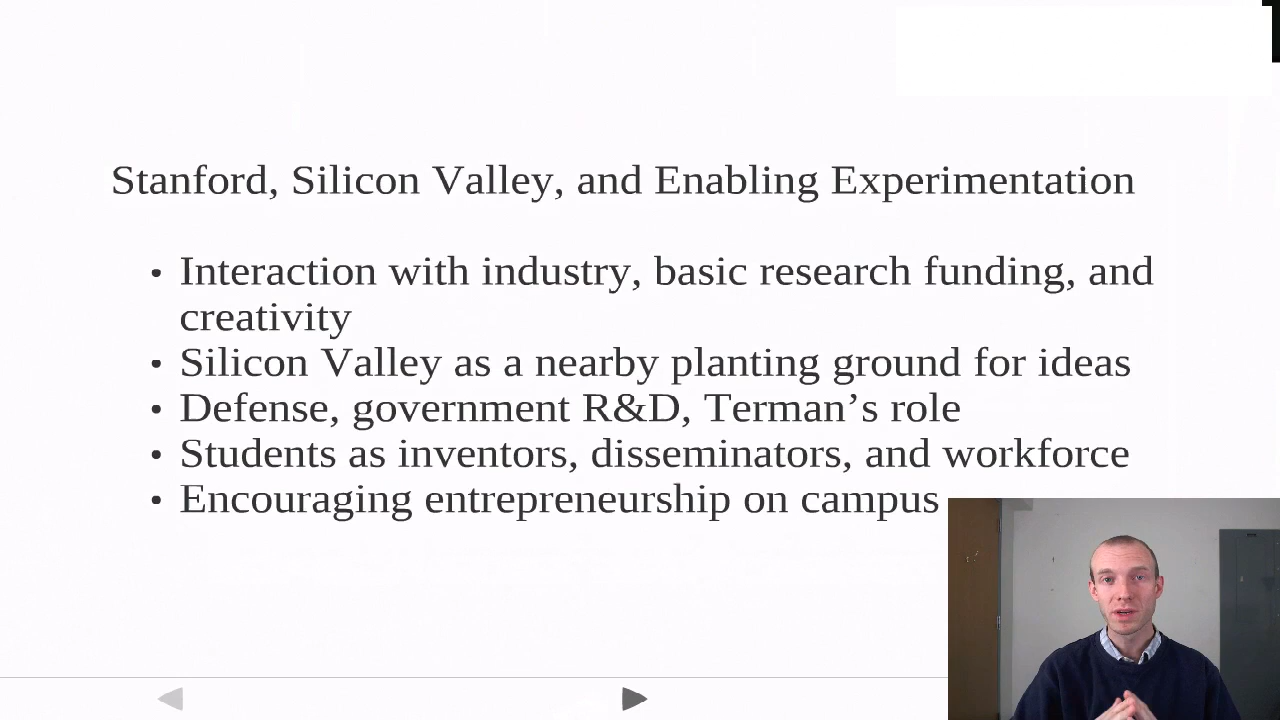 Stanford, Silicon Valley, and Enabling Experimentation
• Interaction with industry, basic research funding, and
creativity
• Silicon Valley as a nearby planting ground for ideas
• Defense, government R&D, Terman’s role
• Students as inventors, disseminators, and workforce
• Encouraging entrepreneurship on campus